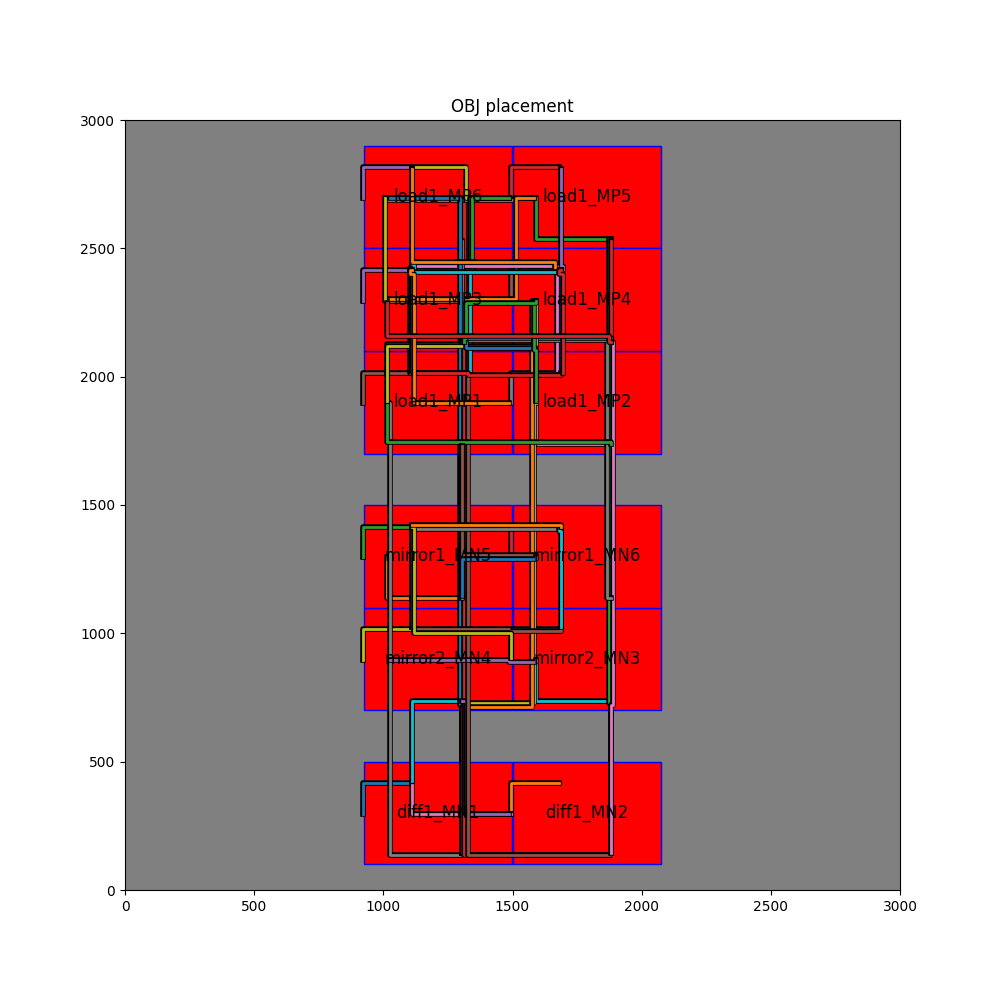 OBJ placement
3000
load1_MP6 load1_MP5
2500
load1_MP3 load1_MP4
2000
load1_MP1 load1_MP2
1500
mirror1_MN5 mirror1_MN6
1000
mirror2_MN4 mirror2_MN3
500
diff1_MN1 diff1_MN2
0
0 500 1000 1500 2000 2500 3000